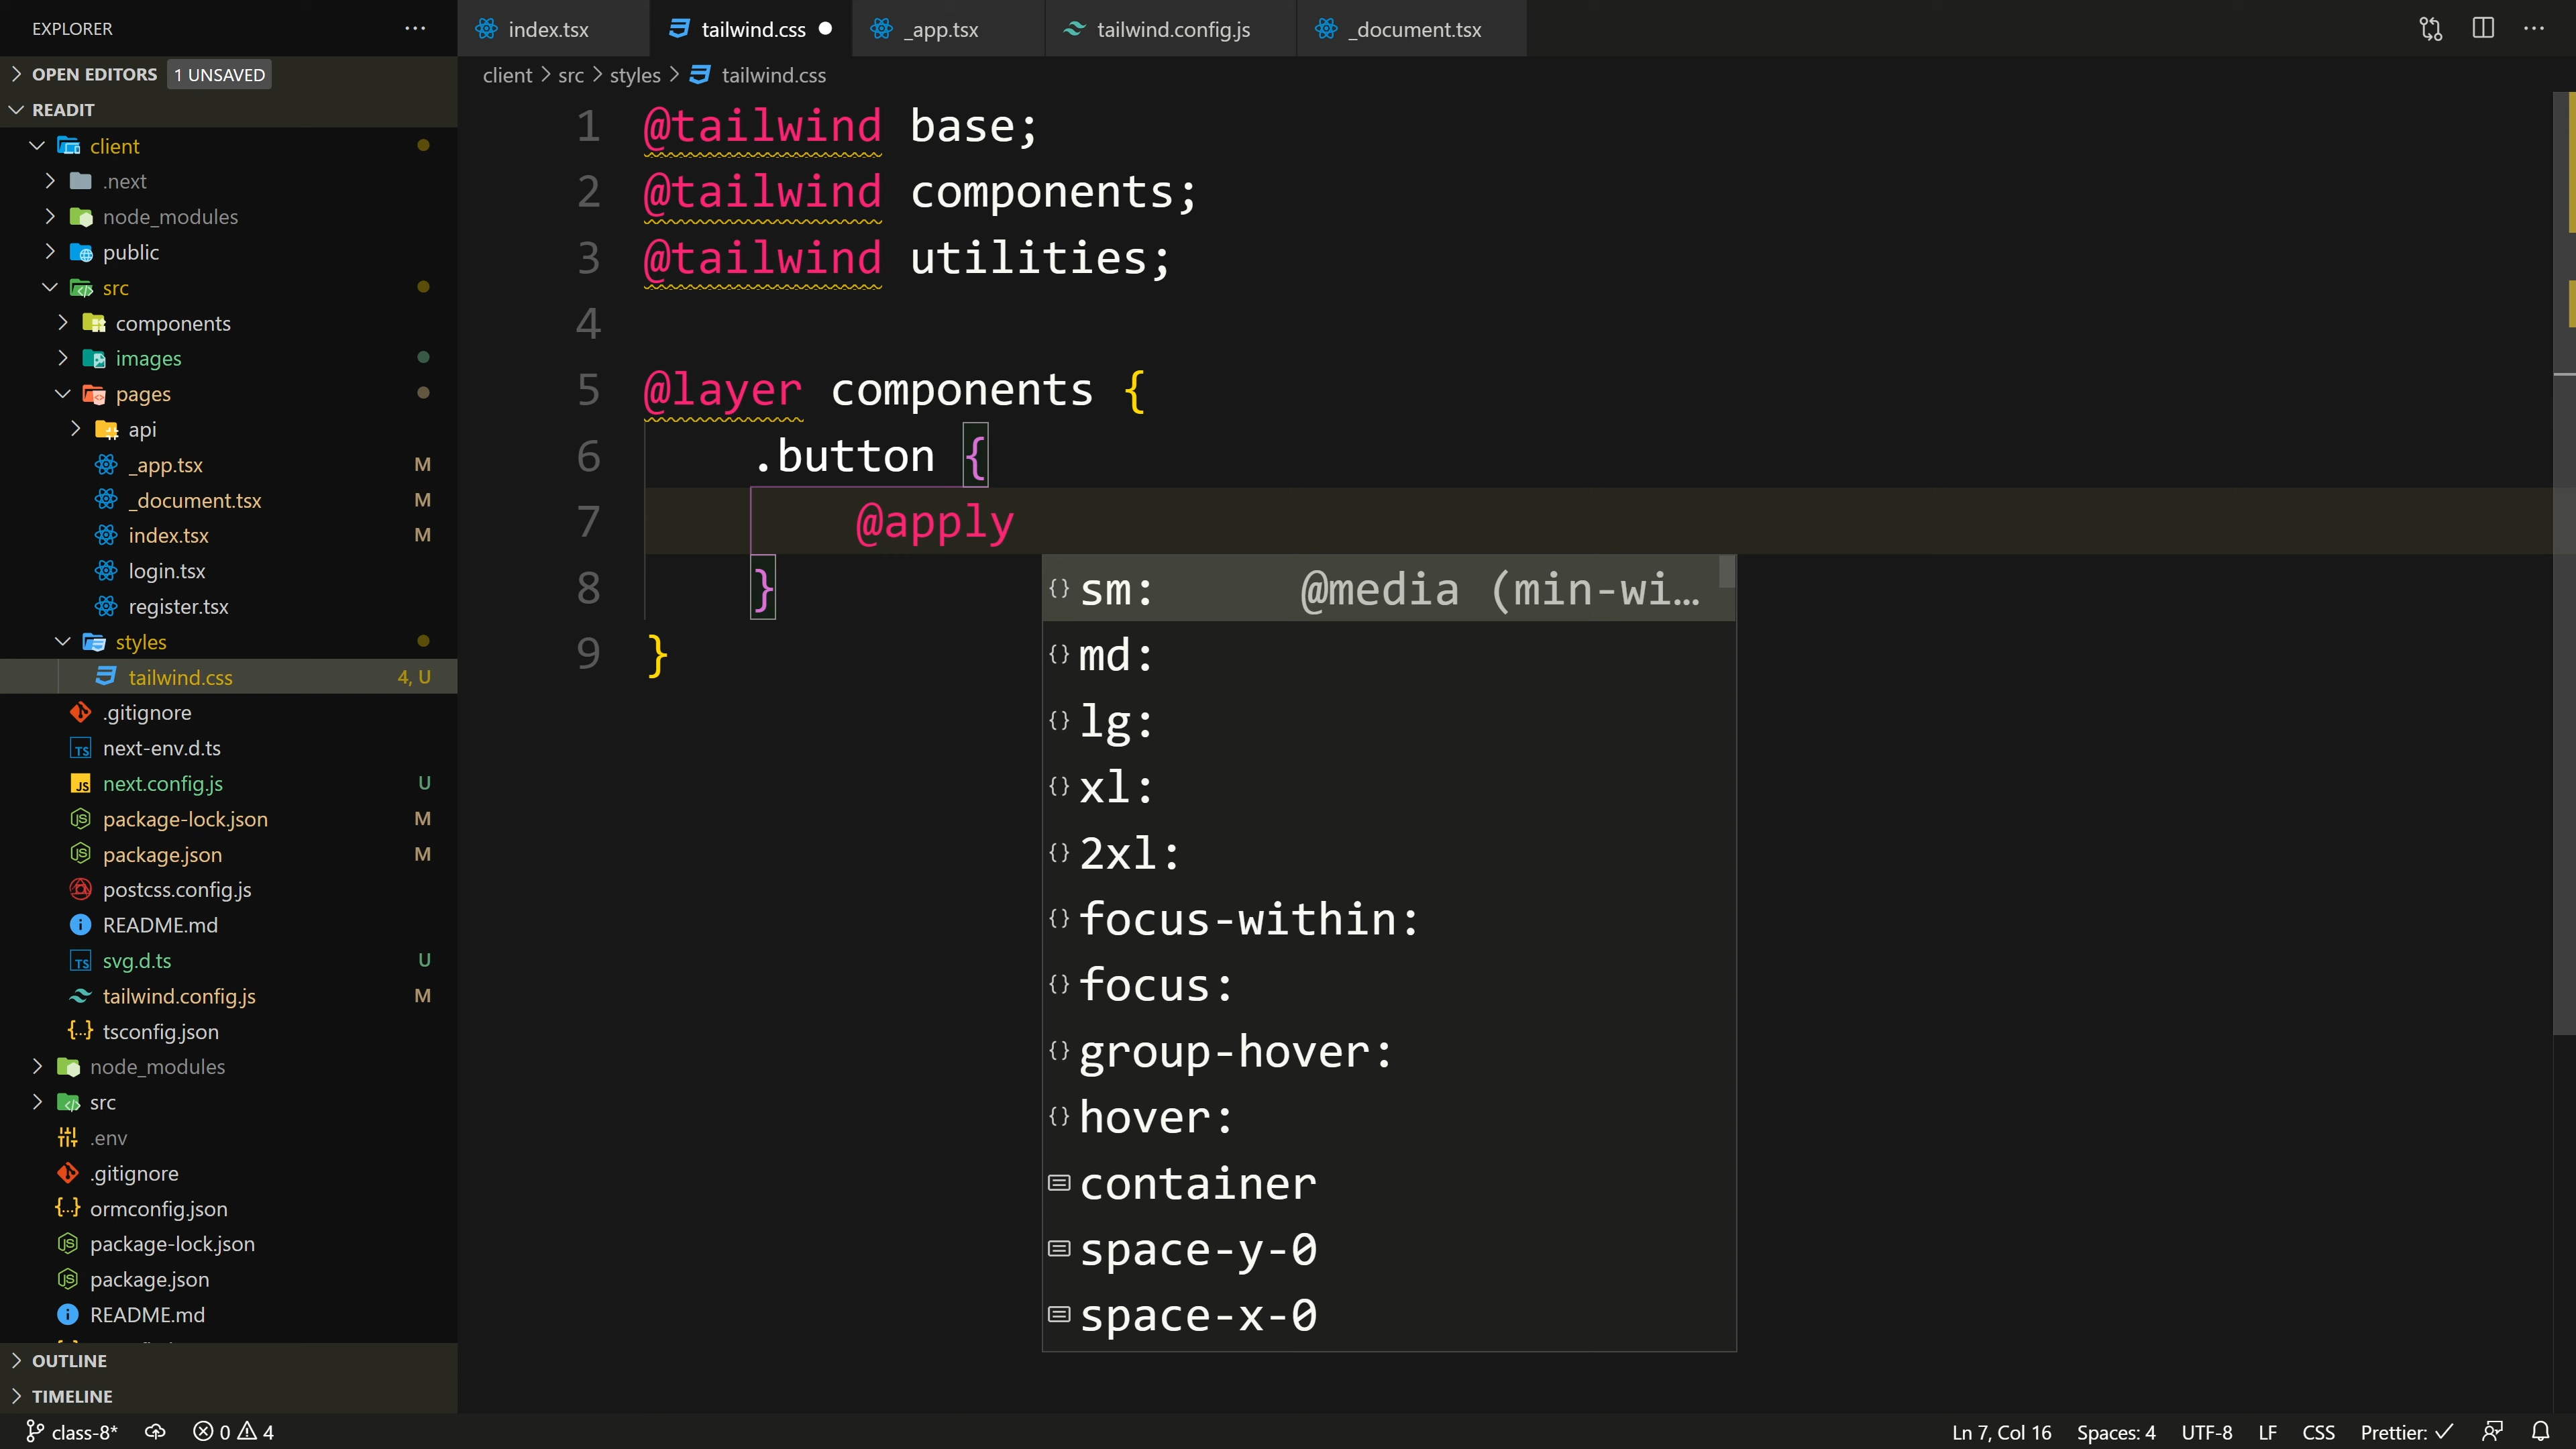 EXPLORER
index.tsx
tailwind.css
_app.tsx
tailwind.config.js
_document.tsx
OPEN EDITORS 1 UNSAVED
READIT
client
.next
node_modules
public
src
components
images
pages
api
_app.tsx M
_document.tsx M
index.tsx M
login.tsx
register.tsx
styles
tailwind.css 4, U
.gitignore
next-env.d.ts
next.config.js U
package-lock.json M
package.json M
postcss.config.js
README.md
svg.d.ts U
tailwind.config.js M
tsconfig.json
node_modules
src
.env
.gitignore
ormconfig.json
package-lock.json
package.json
README.md
OUTLINE
TIMELINE
client > src > styles > tailwind.css
1 @tailwind base;
2 @tailwind components;
3 @tailwind utilities;
4
5 @layer components {
6 .button {
7 @apply
8 }
9 }
sm: @media (min-wi…
md:
lg:
xl:
2xl:
focus-within:
focus:
group-hover:
hover:
container
space-y-0
space-x-0
class-8* 0 4 Ln 7, Col 16 Spaces: 4 UTF-8 LF CSS Prettier: ✓